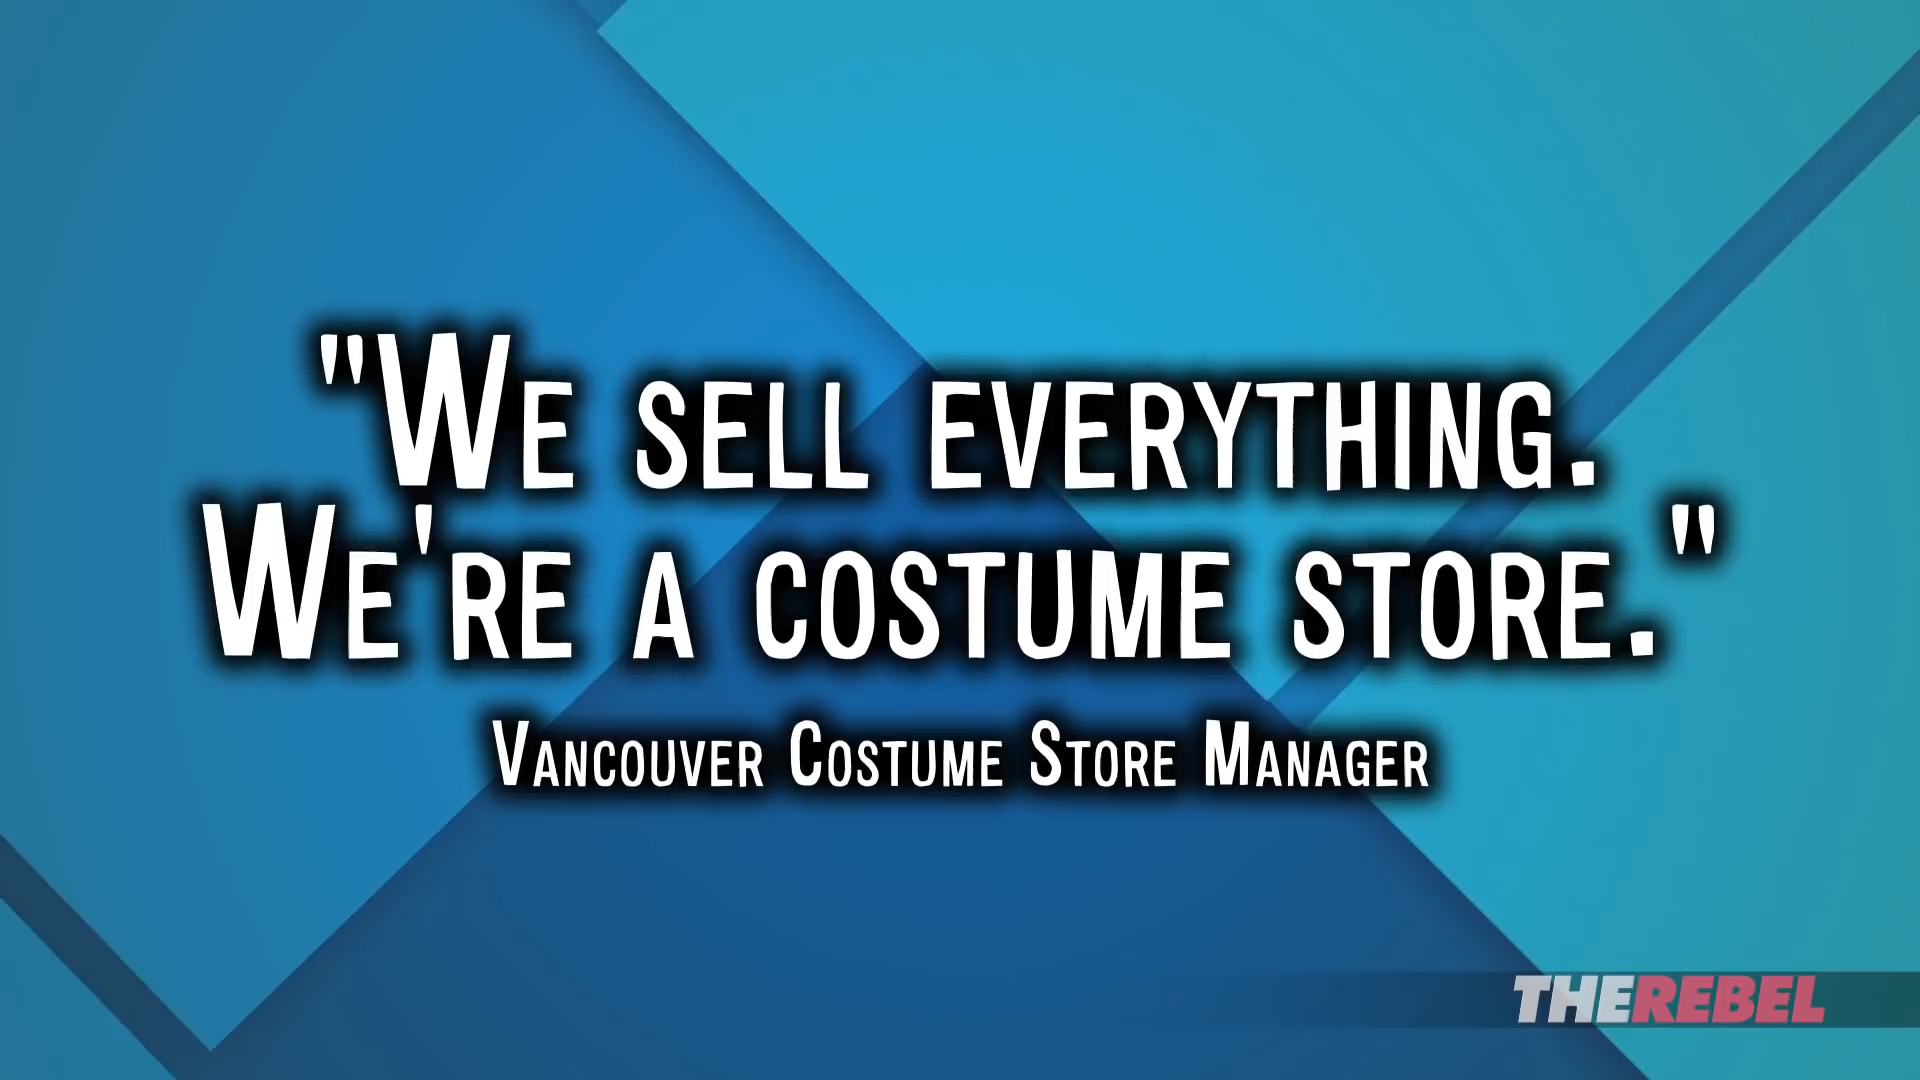 "We sell everything.
We're a costume store."
Vancouver Costume Store Manager
THEREBEL